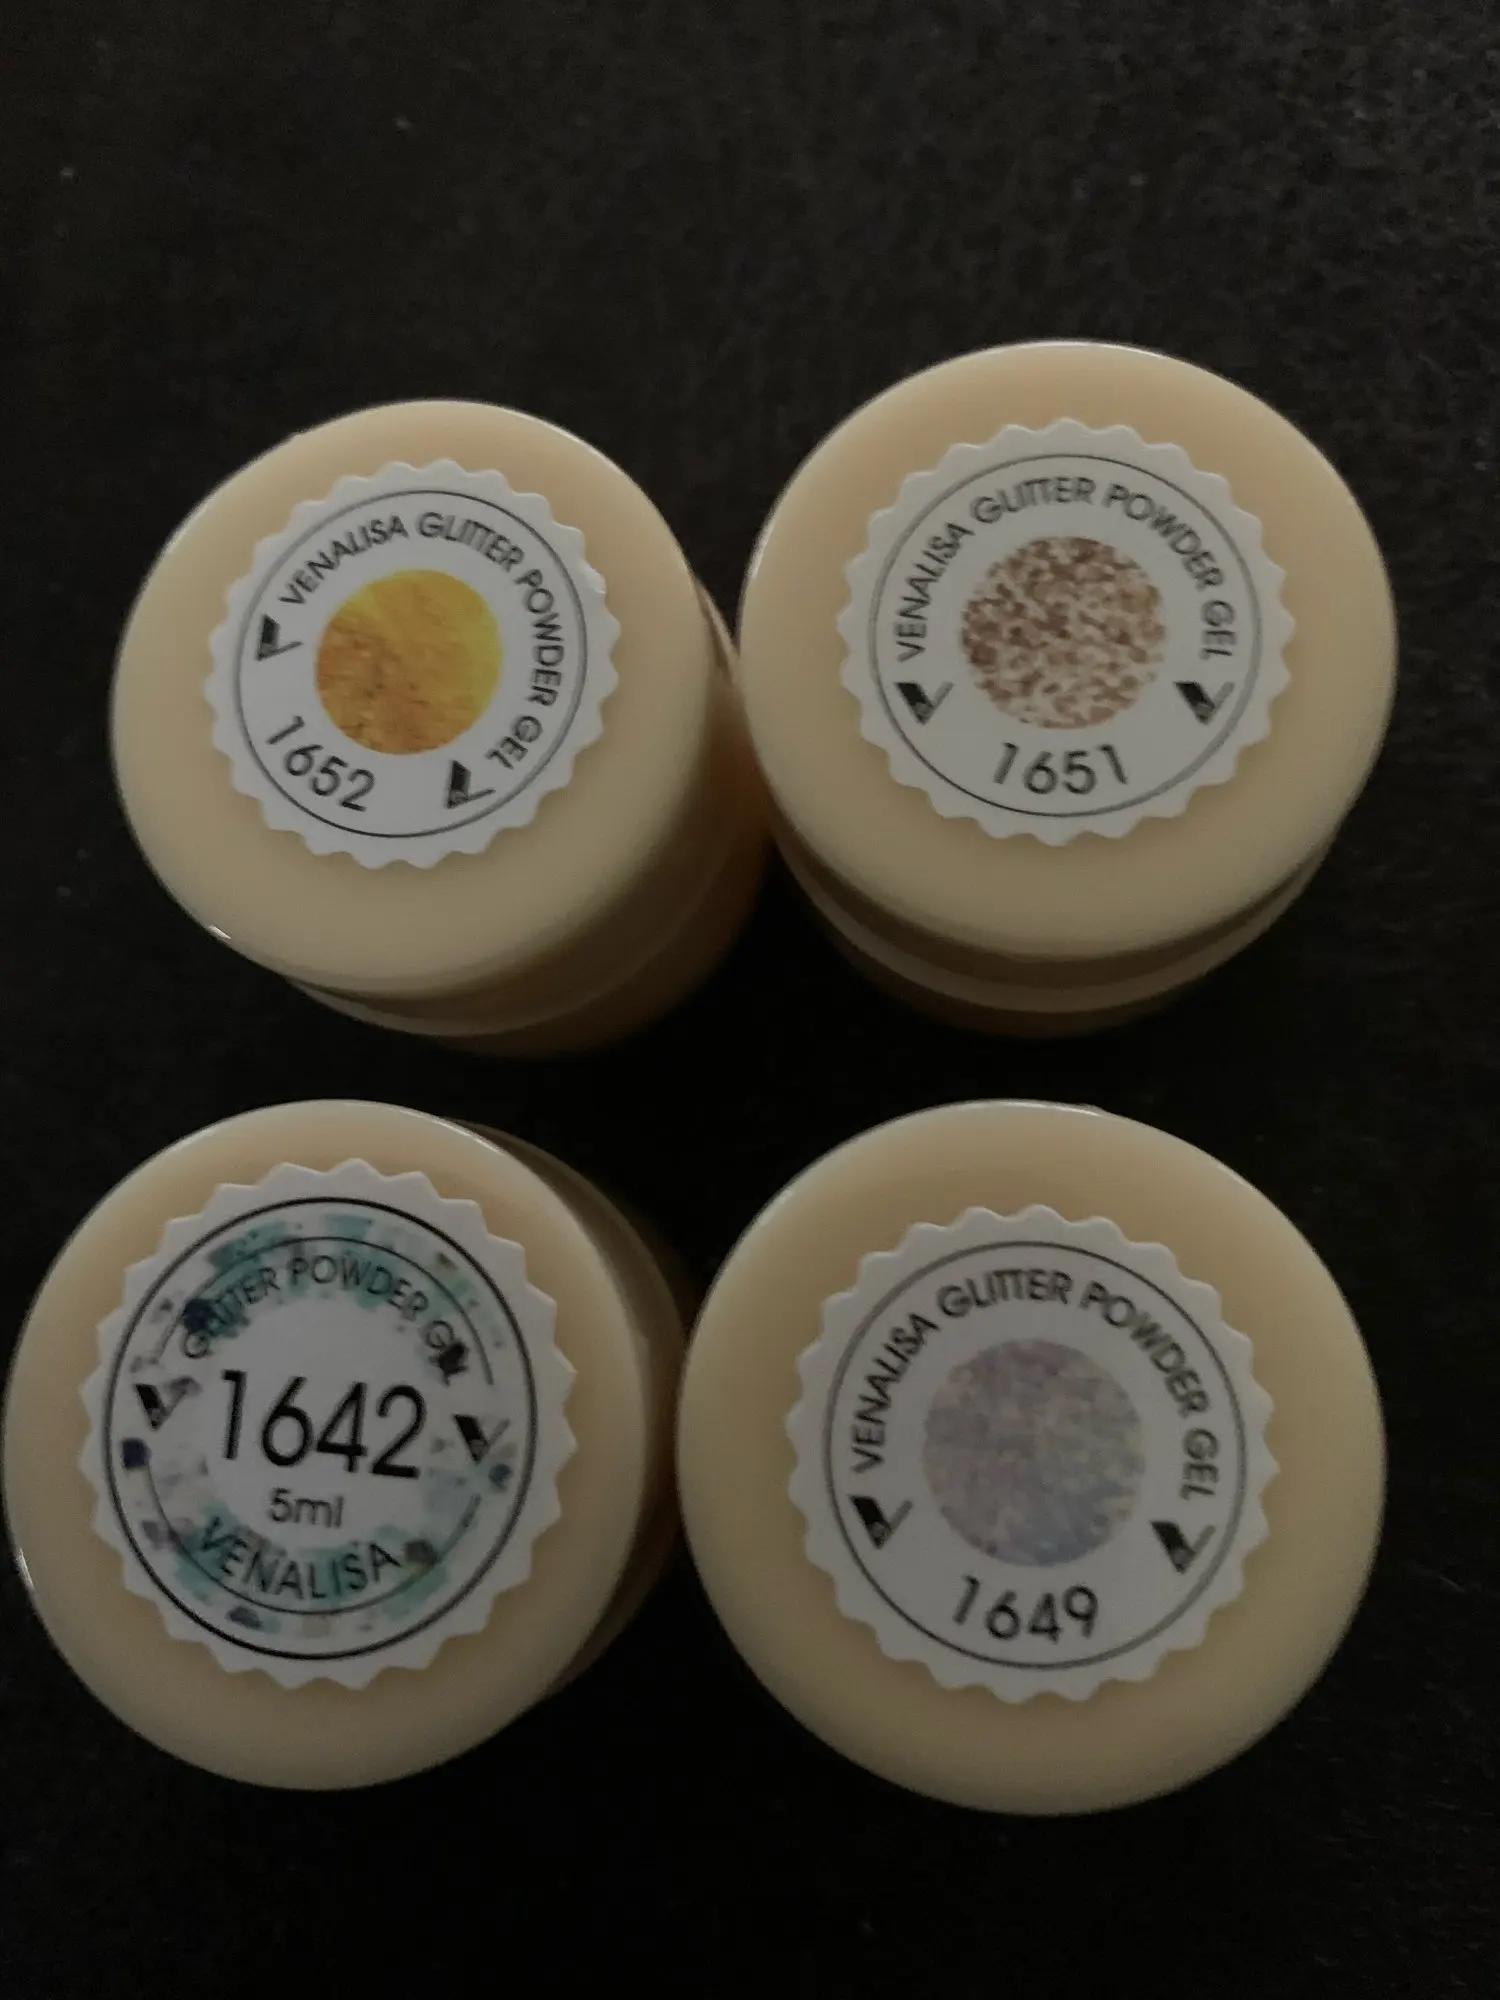 VENALISA GLITTER POWDER GEL
1652
VENALISA GLITTER POWDER GEL
1651
GLITTER POWDER GEL
1642
5ml
VENALISA
VENALISA GLITTER POWDER GEL
1649